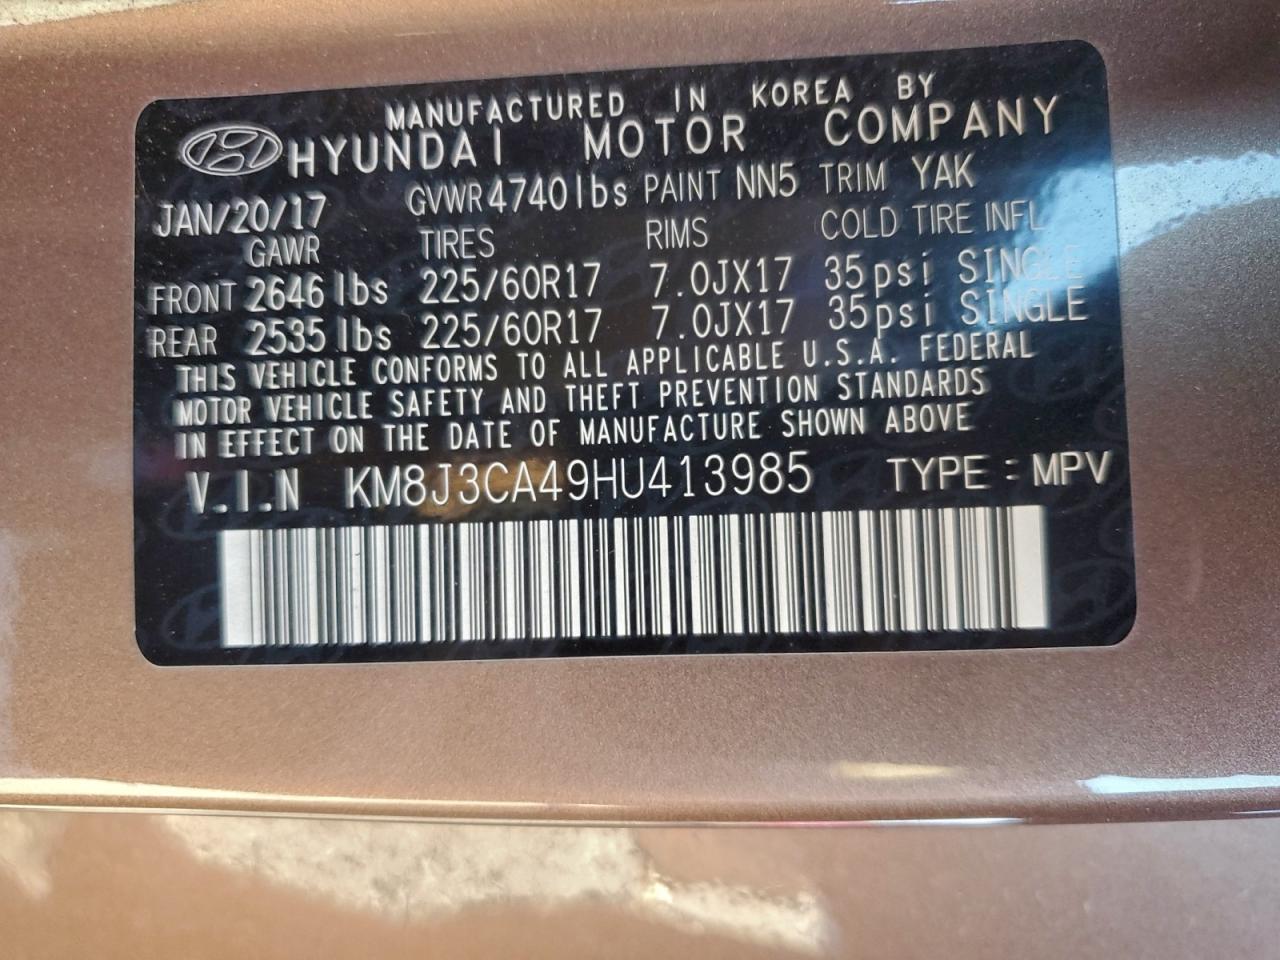 MANUFACTURED IN KOREA BY
HYUNDAI MOTOR COMPANY
JAN/20/17 GVWR 4740lbs PAINT NN5 TRIM YAK
GAWR TIRES RIMS COLD TIRE INFL
FRONT 2646 lbs 225/60R17 7.0JX17 35psi SINGLE
REAR 2535 lbs 225/60R17 7.0JX17 35psi SINGLE
THIS VEHICLE CONFORMS TO ALL APPLICABLE U.S.A. FEDERAL
MOTOR VEHICLE SAFETY AND THEFT PREVENTION STANDARDS
IN EFFECT ON THE DATE OF MANUFACTURE SHOWN ABOVE
V.I.N KM8J3CA49HU413985 TYPE : MPV